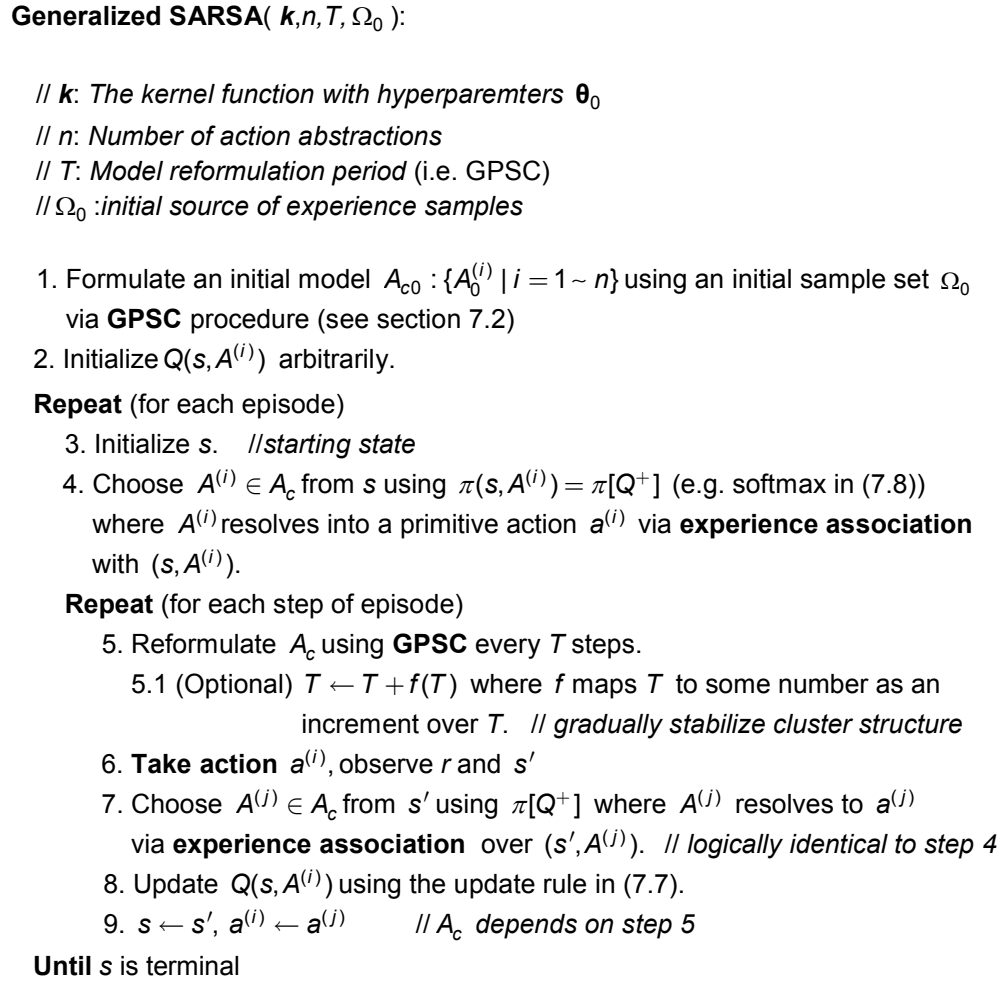 Generalized SARSA( k,n,T, Ω₀ ):
// k: The kernel function with hyperparemters θ₀
// n: Number of action abstractions
// T: Model reformulation period (i.e. GPSC)
// Ω₀ :initial source of experience samples
1. Formulate an initial model A_c0 : {A₀^(i) | i = 1 ~ n} using an initial sample set Ω₀
via GPSC procedure (see section 7.2)
2. Initialize Q(s, A^(i)) arbitrarily.
Repeat (for each episode)
3. Initialize s. //starting state
4. Choose A^(i) ∈ A_c from s using π(s, A^(i)) = π[Q⁺] (e.g. softmax in (7.8))
where A^(i) resolves into a primitive action a^(i) via experience association
with (s, A^(i)).
Repeat (for each step of episode)
5. Reformulate A_c using GPSC every T steps.
5.1 (Optional) T ← T + f(T) where f maps T to some number as an
increment over T. // gradually stabilize cluster structure
6. Take action a^(i), observe r and s′
7. Choose A^(j) ∈ A_c from s′ using π[Q⁺] where A^(j) resolves to a^(j)
via experience association over (s′, A^(j)). // logically identical to step 4
8. Update Q(s, A^(i)) using the update rule in (7.7).
9. s ← s′, a^(i) ← a^(j) // A_c depends on step 5
Until s is terminal